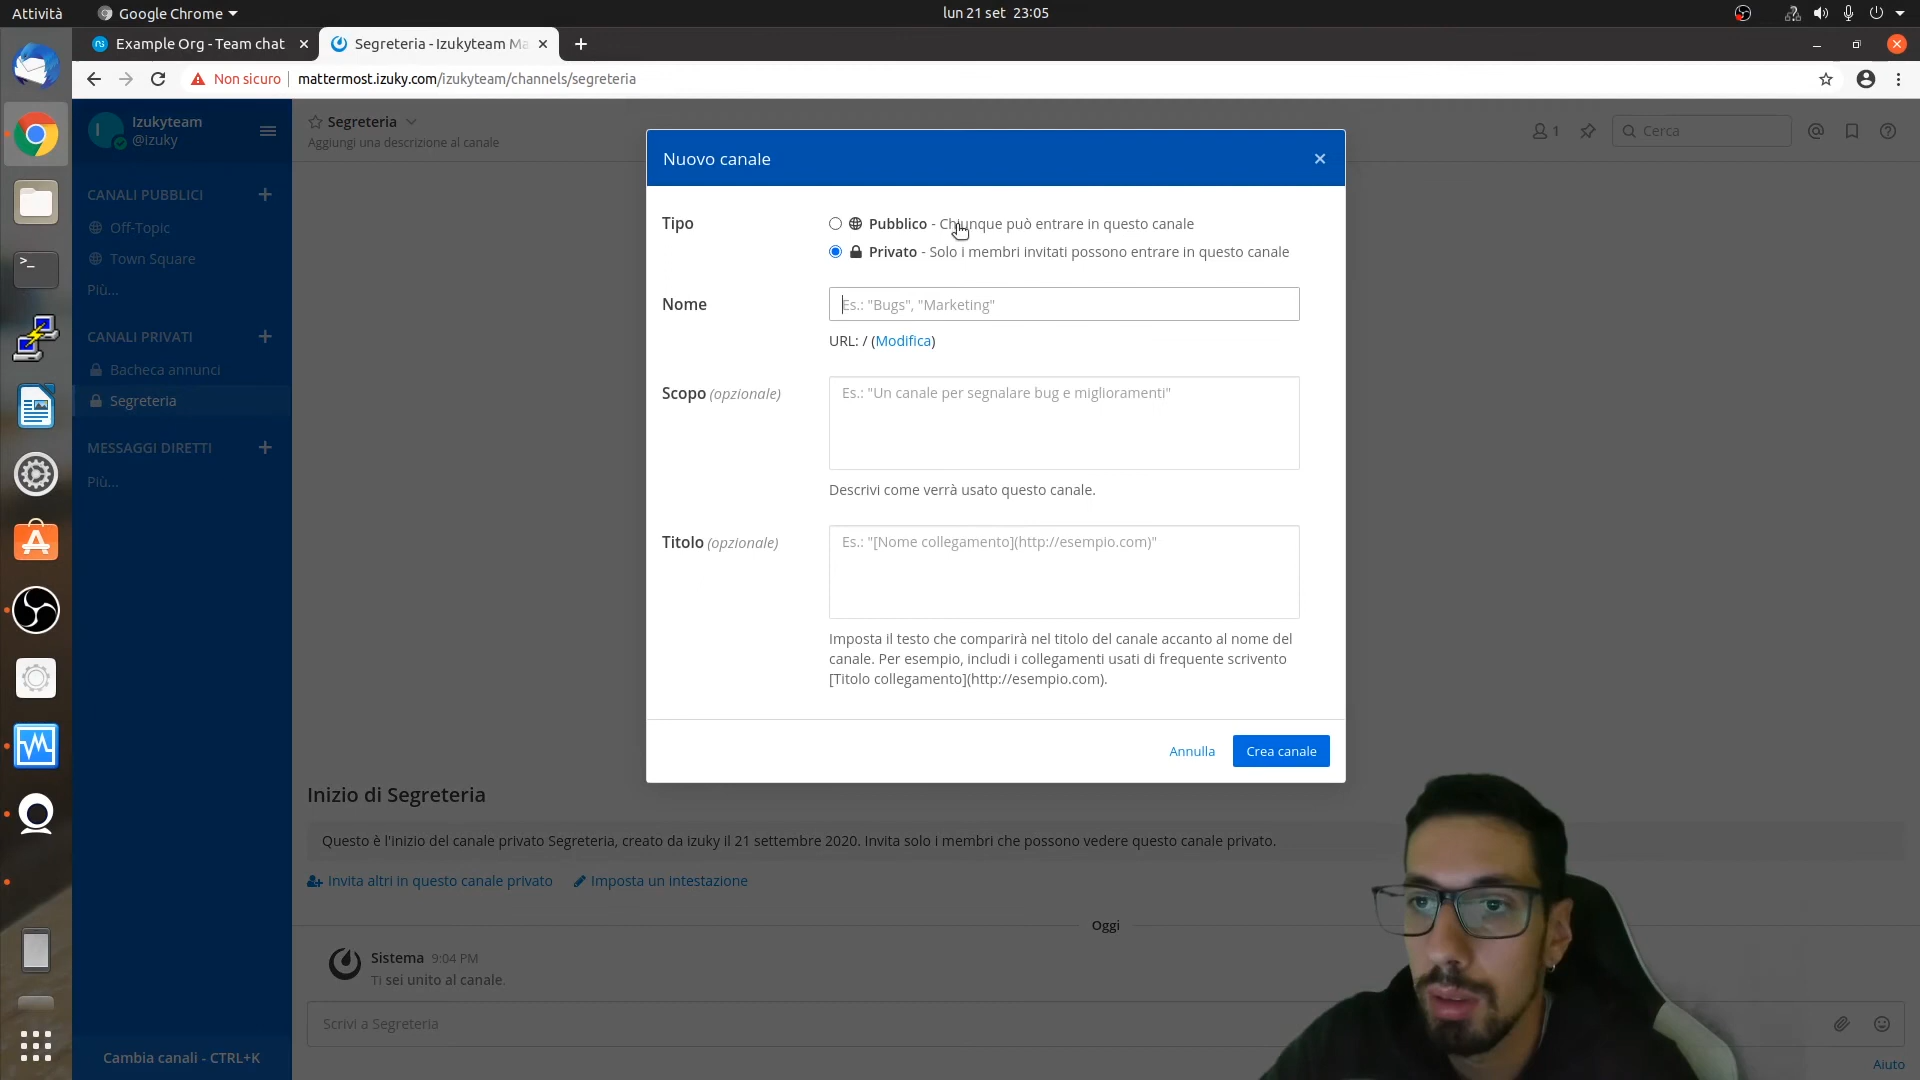 Attività
Google Chrome
lun 21 set 23:05
Example Org - Team chat
Segreteria - Izukyteam Ma
Non sicuro
mattermost.izuky.com/izukyteam/channels/segreteria
Izukyteam
@izuky
Segreteria
Aggiungi una descrizione al canale
1
Cerca
CANALI PUBBLICI
Off-Topic
Town Square
Più...
CANALI PRIVATI
Bacheca annunci
Segreteria
MESSAGGI DIRETTI
Più...
Cambia canali - CTRL+K
Nuovo canale
Tipo
Pubblico - Chiunque può entrare in questo canale
Privato - Solo i membri invitati possono entrare in questo canale
Nome
Es.: "Bugs", "Marketing"
URL: / (Modifica)
Scopo (opzionale)
Es.: "Un canale per segnalare bug e miglioramenti"
Descrivi come verrà usato questo canale.
Titolo (opzionale)
Es.: "[Nome collegamento](http://esempio.com)"
Imposta il testo che comparirà nel titolo del canale accanto al nome del
canale. Per esempio, includi i collegamenti usati di frequente scrivento
[Titolo collegamento](http://esempio.com).
Annulla
Crea canale
Inizio di Segreteria
Questo è l'inizio del canale privato Segreteria, creato da izuky il 21 settembre 2020. Invita solo i membri che possono vedere questo canale privato.
Invita altri in questo canale privato
Imposta un intestazione
Oggi
Sistema 9:04 PM
Ti sei unito al canale.
Scrivi a Segreteria
Aiuto